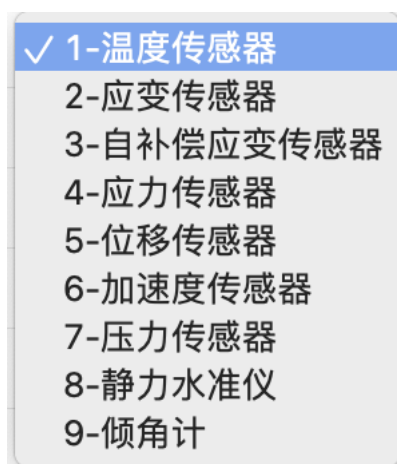 ✓ 1-温度传感器
2-应变传感器
3-自补偿应变传感器
4-应力传感器
5-位移传感器
6-加速度传感器
7-压力传感器
8-静力水准仪
9-倾角计